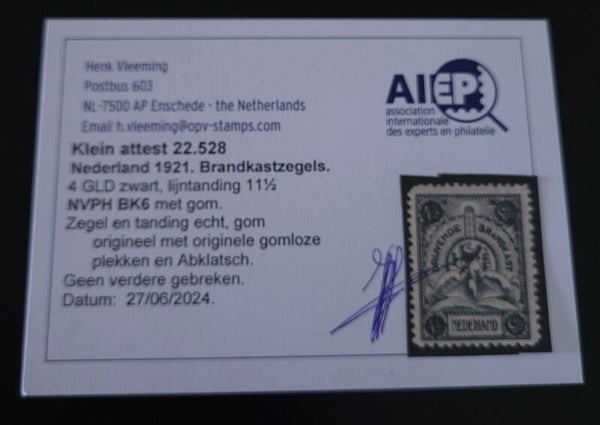 Henk Vleeming
Postbus 603
NL-7500 AP Enschede - the Netherlands
Email h.vleeming@opv-stamps.com
AIEP
association
internationale
des experts en philatélie
Klein attest 22.528
Nederland 1921. Brandkastzegels.
4 GLD zwart, lijntanding 11½
NVPH BK6 met gom.
Zegel en tanding echt, gom
origineel met originele gomloze
plekken en Abklatsch.
Geen verdere gebreken.
Datum: 27/06/2024.
DRIJVENDE BRANDKAST
NEDERLAND